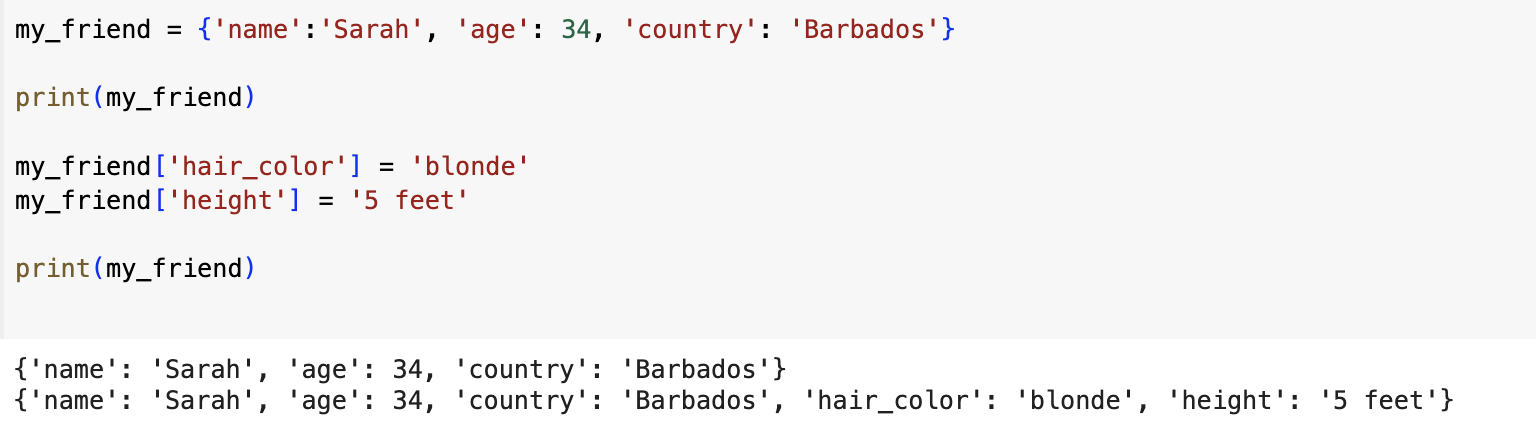 my_friend = {'name':'Sarah', 'age': 34, 'country': 'Barbados'}
print(my_friend)
my_friend['hair_color'] = 'blonde'
my_friend['height'] = '5 feet'
print(my_friend)
{'name': 'Sarah', 'age': 34, 'country': 'Barbados'}
{'name': 'Sarah', 'age': 34, 'country': 'Barbados', 'hair_color': 'blonde', 'height': '5 feet'}